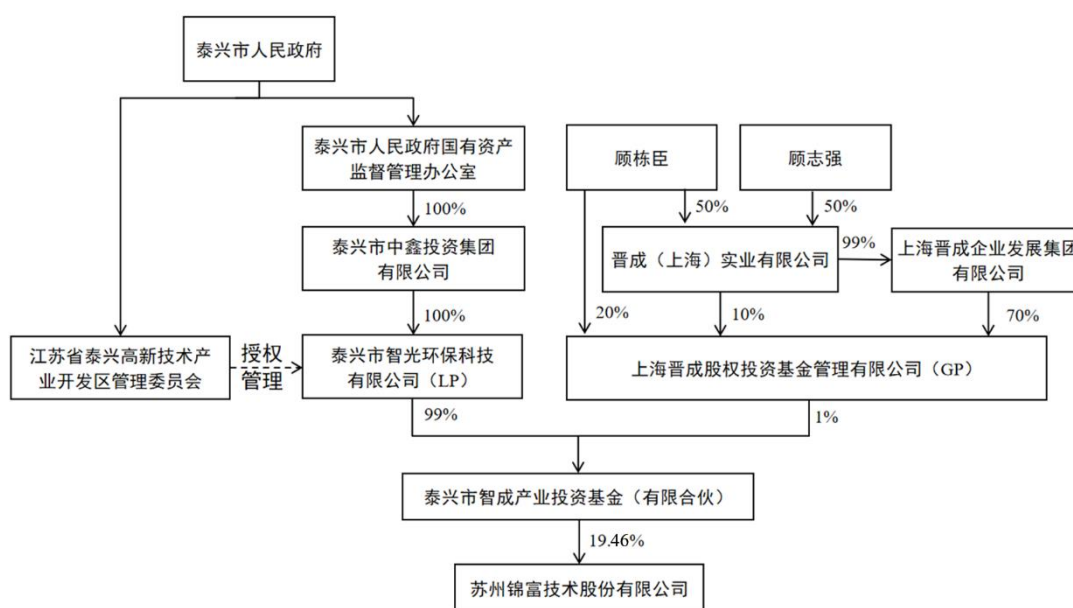 泰兴市人民政府
泰兴市人民政府国有资产
监督管理办公室
顾栋臣
顾志强
100%
50%
50%
泰兴市中鑫投资集团
有限公司
晋成（上海）实业有限公司
99%
上海晋成企业发展集团
有限公司
100%
20%
10%
70%
江苏省泰兴高新技术产
业开发区管理委员会
授权
管理
泰兴市智光环保科技
有限公司（LP）
上海晋成股权投资基金管理有限公司（GP）
99%
1%
泰兴市智成产业投资基金（有限合伙）
19.46%
苏州锦富技术股份有限公司